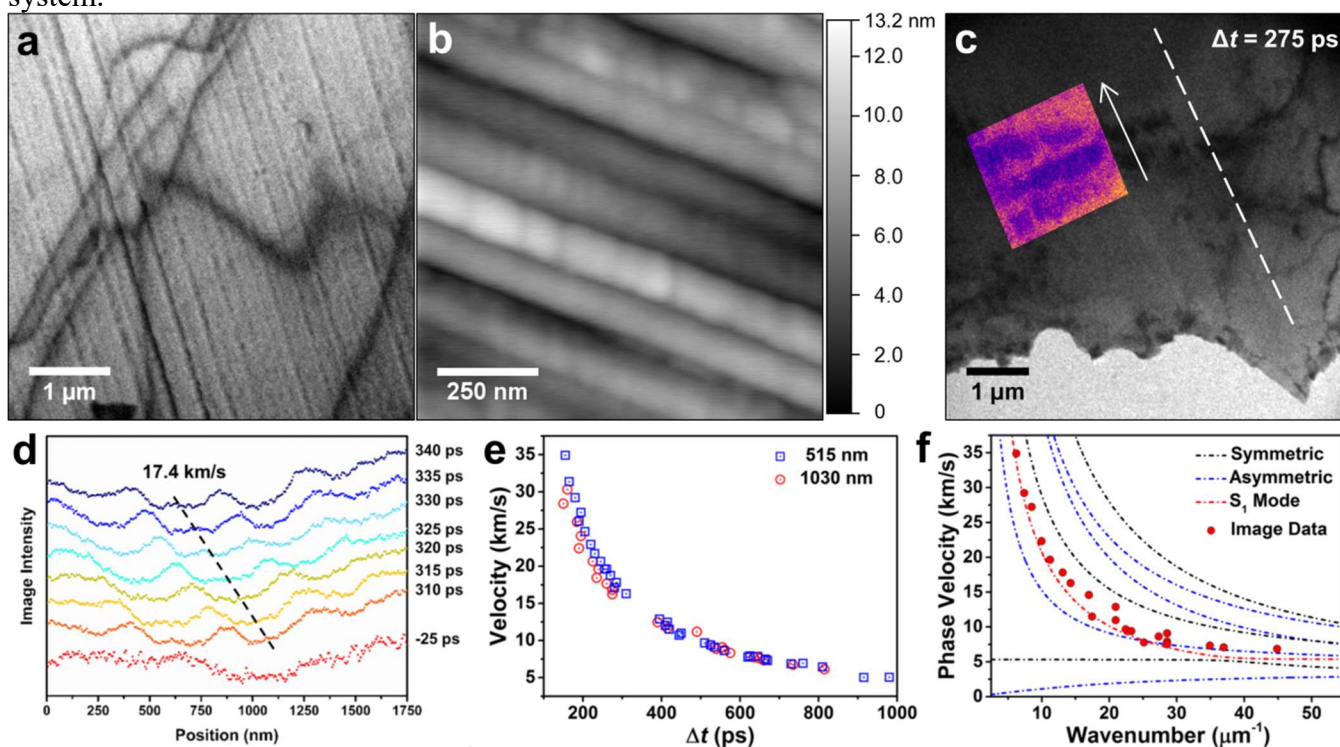 system.
a
1 μm
b
250 nm
13.2 nm
12.0
10.0
8.0
6.0
4.0
2.0
0
c
Δt = 275 ps
1 μm
d
17.4 km/s
340 ps
335 ps
330 ps
325 ps
320 ps
315 ps
310 ps
-25 ps
Image Intensity
0 250 500 750 1000 1250 1500 1750
Position (nm)
e
515 nm
1030 nm
Velocity (km/s)
35
30
25
20
15
10
5
200 400 600 800 1000
Δt (ps)
f
Symmetric
Asymmetric
S₁ Mode
Image Data
Phase Velocity (km/s)
35
30
25
20
15
10
5
0
10 20 30 40 50
Wavenumber (μm⁻¹)